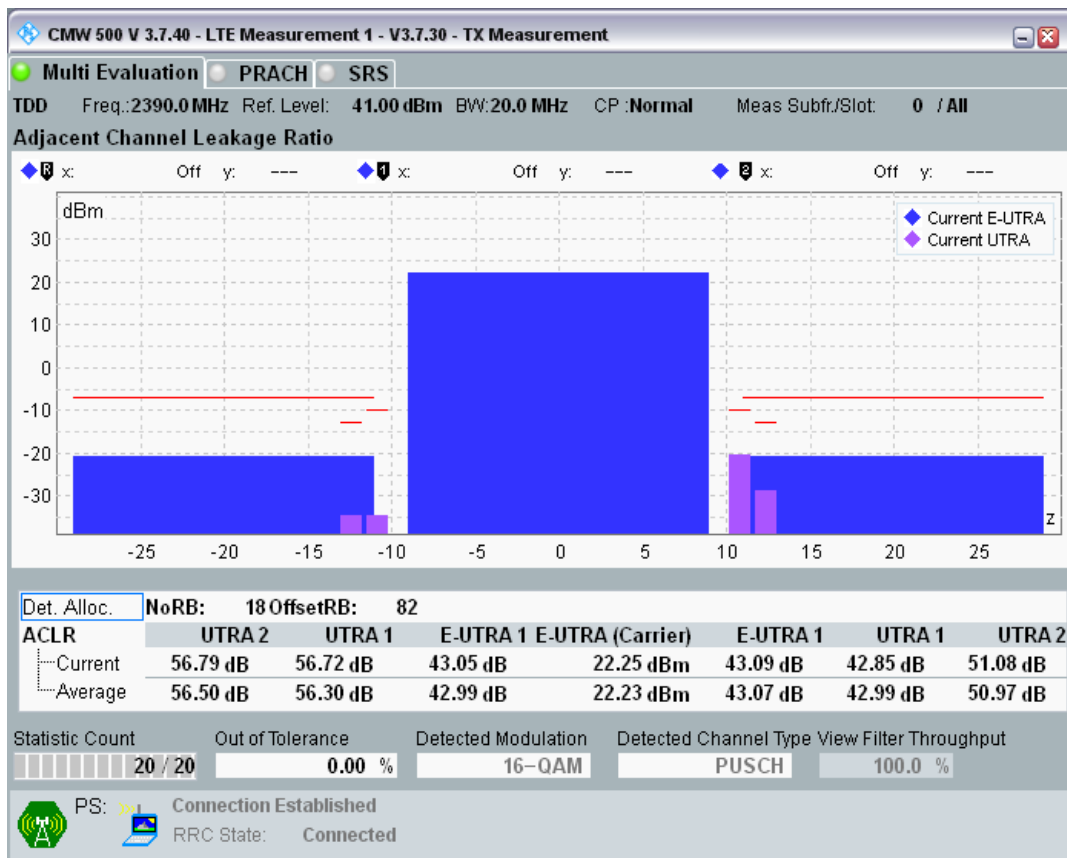 CMW 500 V 3.7.40 - LTE Measurement 1 - V3.7.30 - TX Measurement
Multi Evaluation PRACH SRS
TDD Freq.:2390.0 MHz Ref. Level: 41.00 dBm BW:20.0 MHz CP :Normal Meas Subfr./Slot: 0 / All
Adjacent Channel Leakage Ratio
R x: Off y: --- 1 x: Off y: --- 2 x: Off y: ---
dBm
Current E-UTRA
Current UTRA
30
20
10
0
-10
-20
-30
z
-25 -20 -15 -10 -5 0 5 10 15 20 25
Det. Alloc. NoRB: 18 OffsetRB: 82
ACLR UTRA 2 UTRA 1 E-UTRA 1 E-UTRA (Carrier) E-UTRA 1 UTRA 1 UTRA 2
Current 56.79 dB 56.72 dB 43.05 dB 22.25 dBm 43.09 dB 42.85 dB 51.08 dB
Average 56.50 dB 56.30 dB 42.99 dB 22.23 dBm 43.07 dB 42.99 dB 50.97 dB
Statistic Count Out of Tolerance Detected Modulation Detected Channel Type View Filter Throughput
20 / 20 0.00 % 16-QAM PUSCH 100.0 %
PS: Connection Established
RRC State: Connected